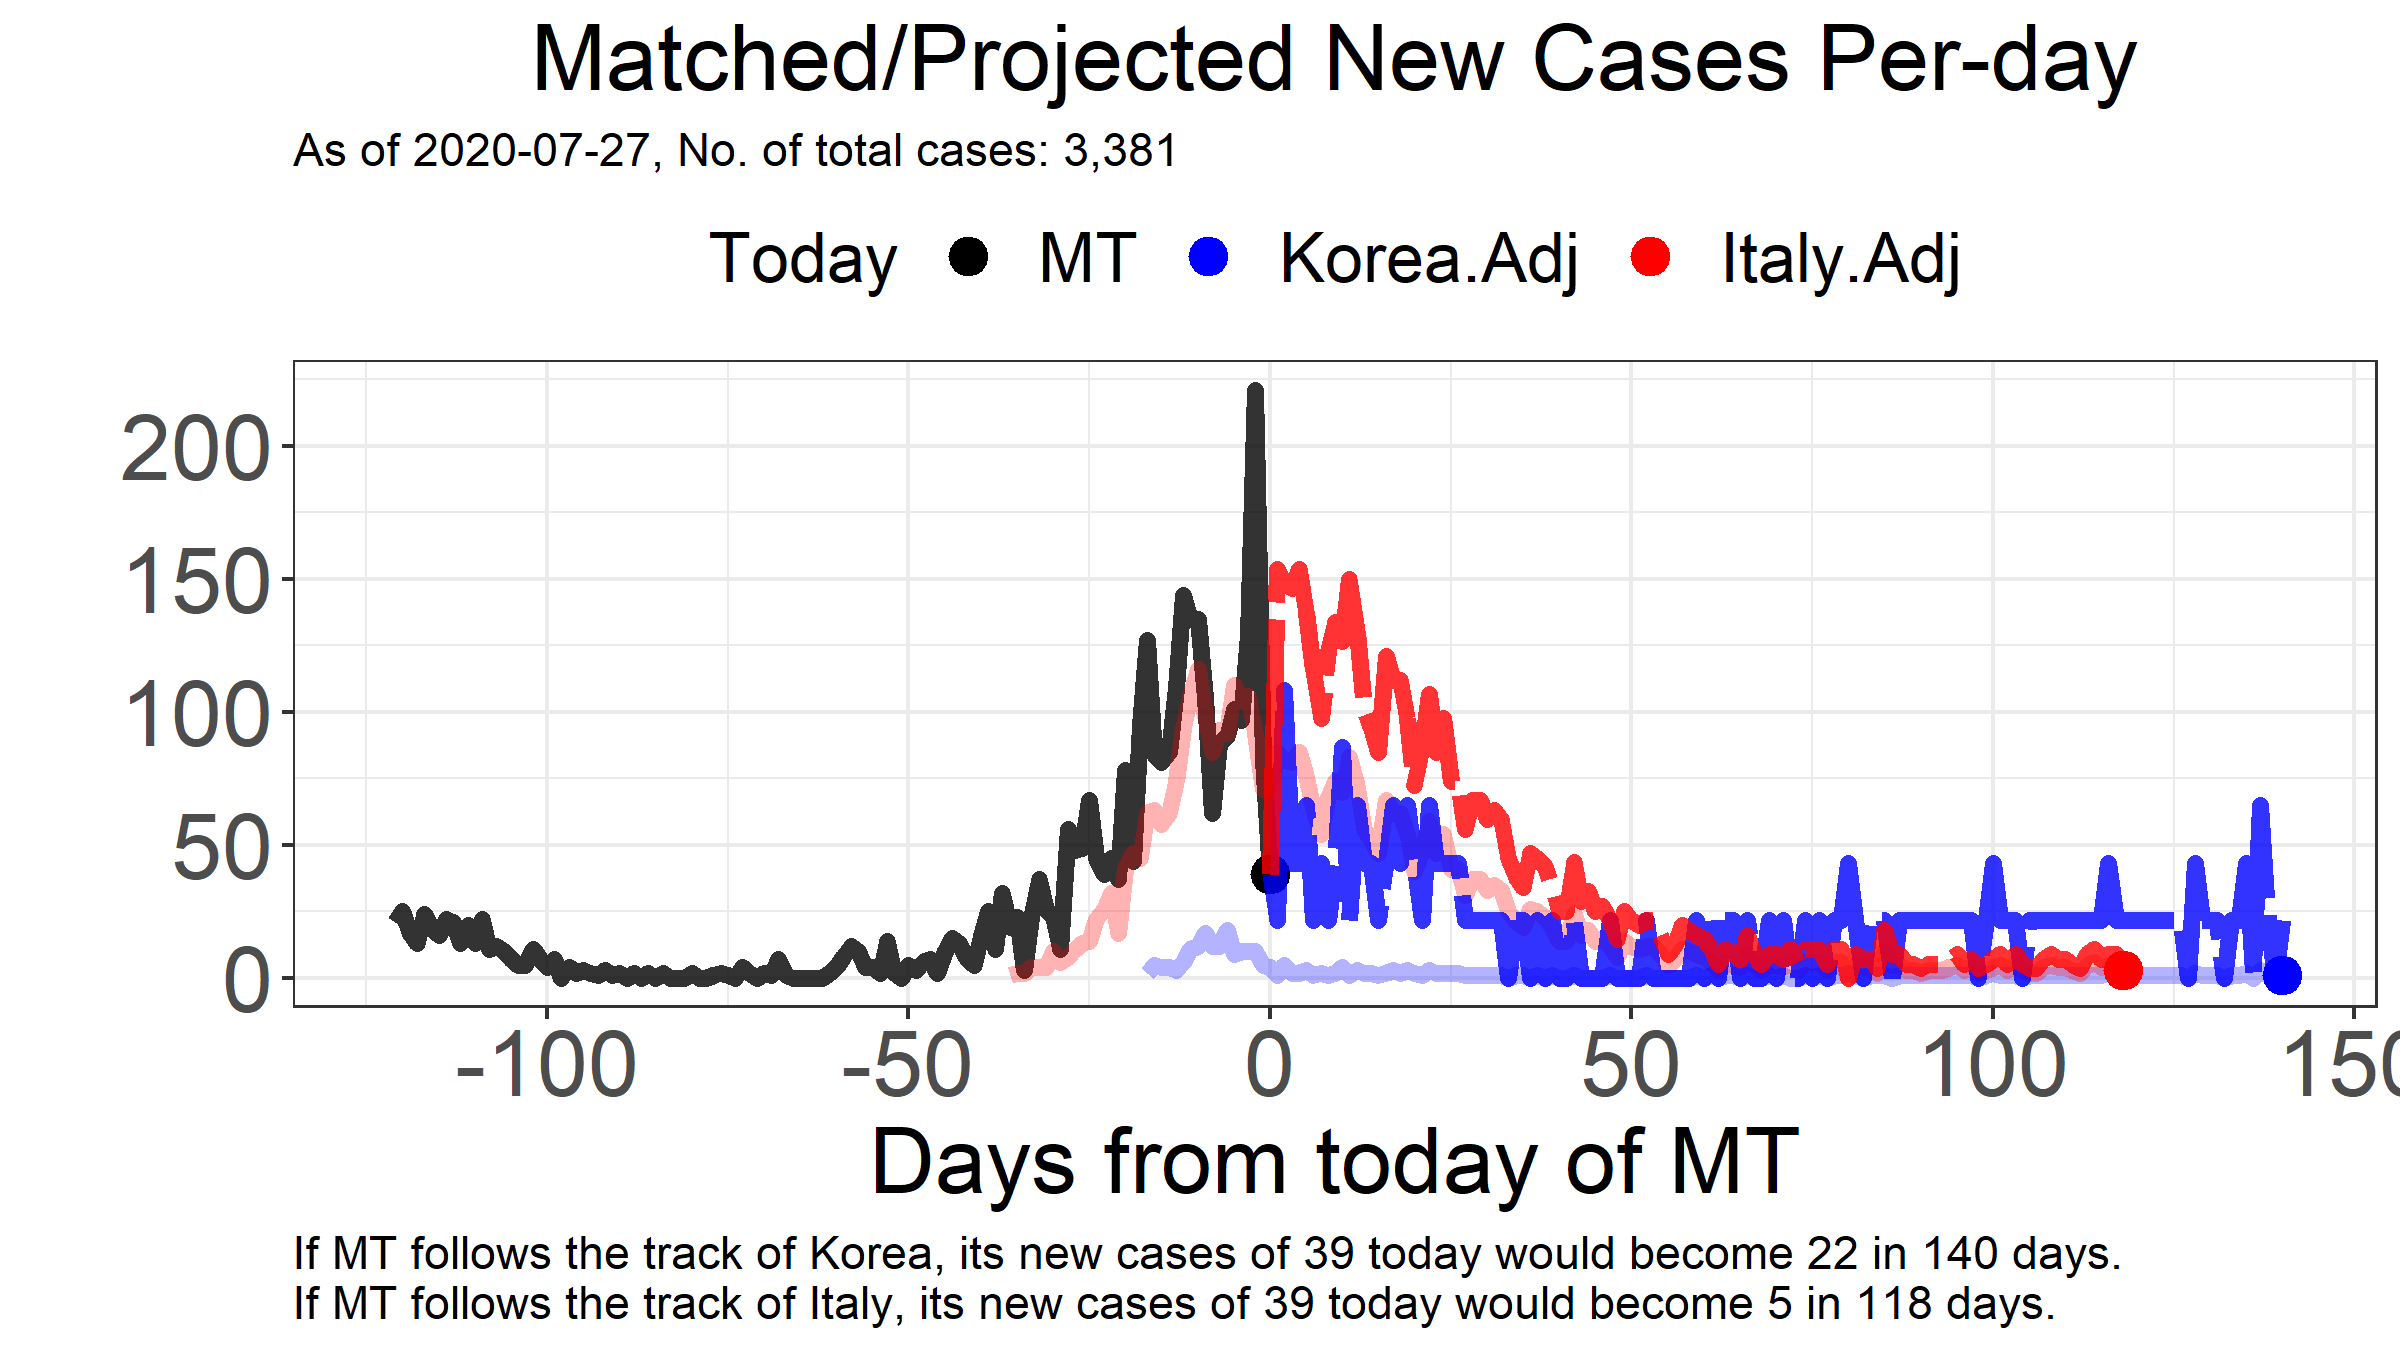 Matched/Projected New Cases Per-day
As of 2020-07-27, No. of total cases: 3,381
Today MT Korea.Adj Italy.Adj
200
150
100
50
0
-100 -50 0 50 100 150
Days from today of MT
If MT follows the track of Korea, its new cases of 39 today would become 22 in 140 days.
If MT follows the track of Italy, its new cases of 39 today would become 5 in 118 days.